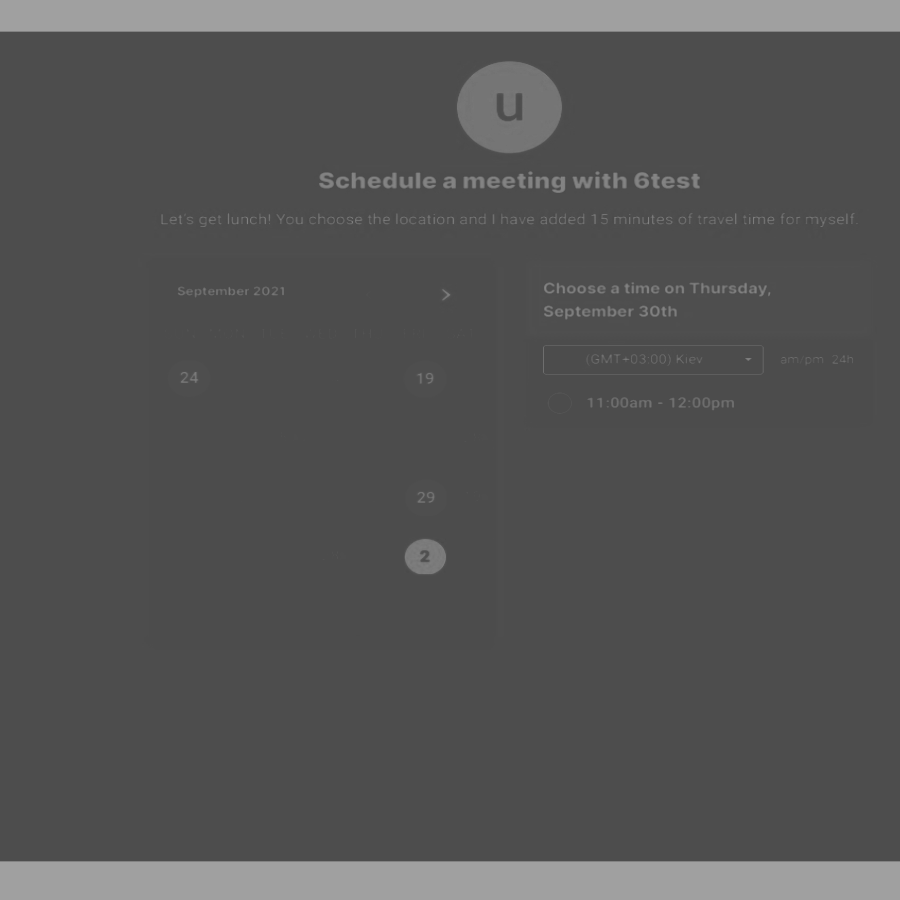 u
Schedule a meeting with 6test
Let's get lunch! You choose the location and I have added 15 minutes of travel time for myself.
September 2021
24
19
29
2
Choose a time on Thursday,
September 30th
(GMT+03:00) Kiev
am/pm 24h
11:00am - 12:00pm